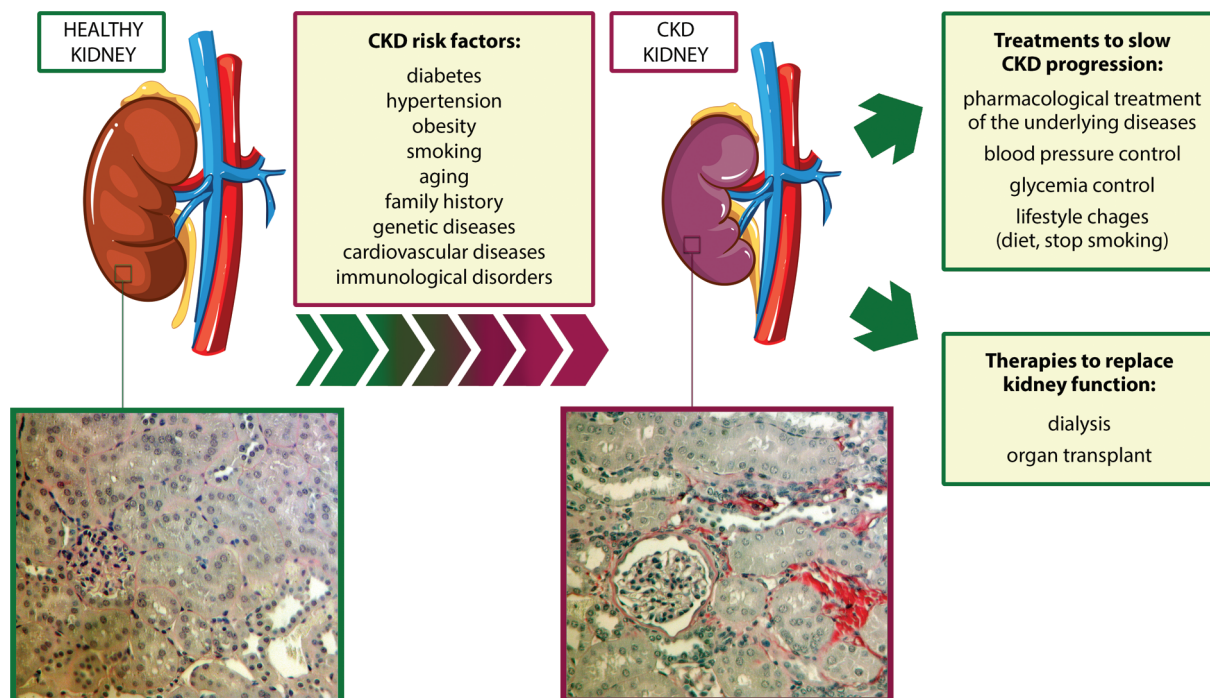 HEALTHY
KIDNEY
CKD risk factors:
diabetes
hypertension
obesity
smoking
aging
family history
genetic diseases
cardiovascular diseases
immunological disorders
CKD
KIDNEY
Treatments to slow
CKD progression:
pharmacological treatment
of the underlying diseases
blood pressure control
glycemia control
lifestyle chages
(diet, stop smoking)
Therapies to replace
kidney function:
dialysis
organ transplant